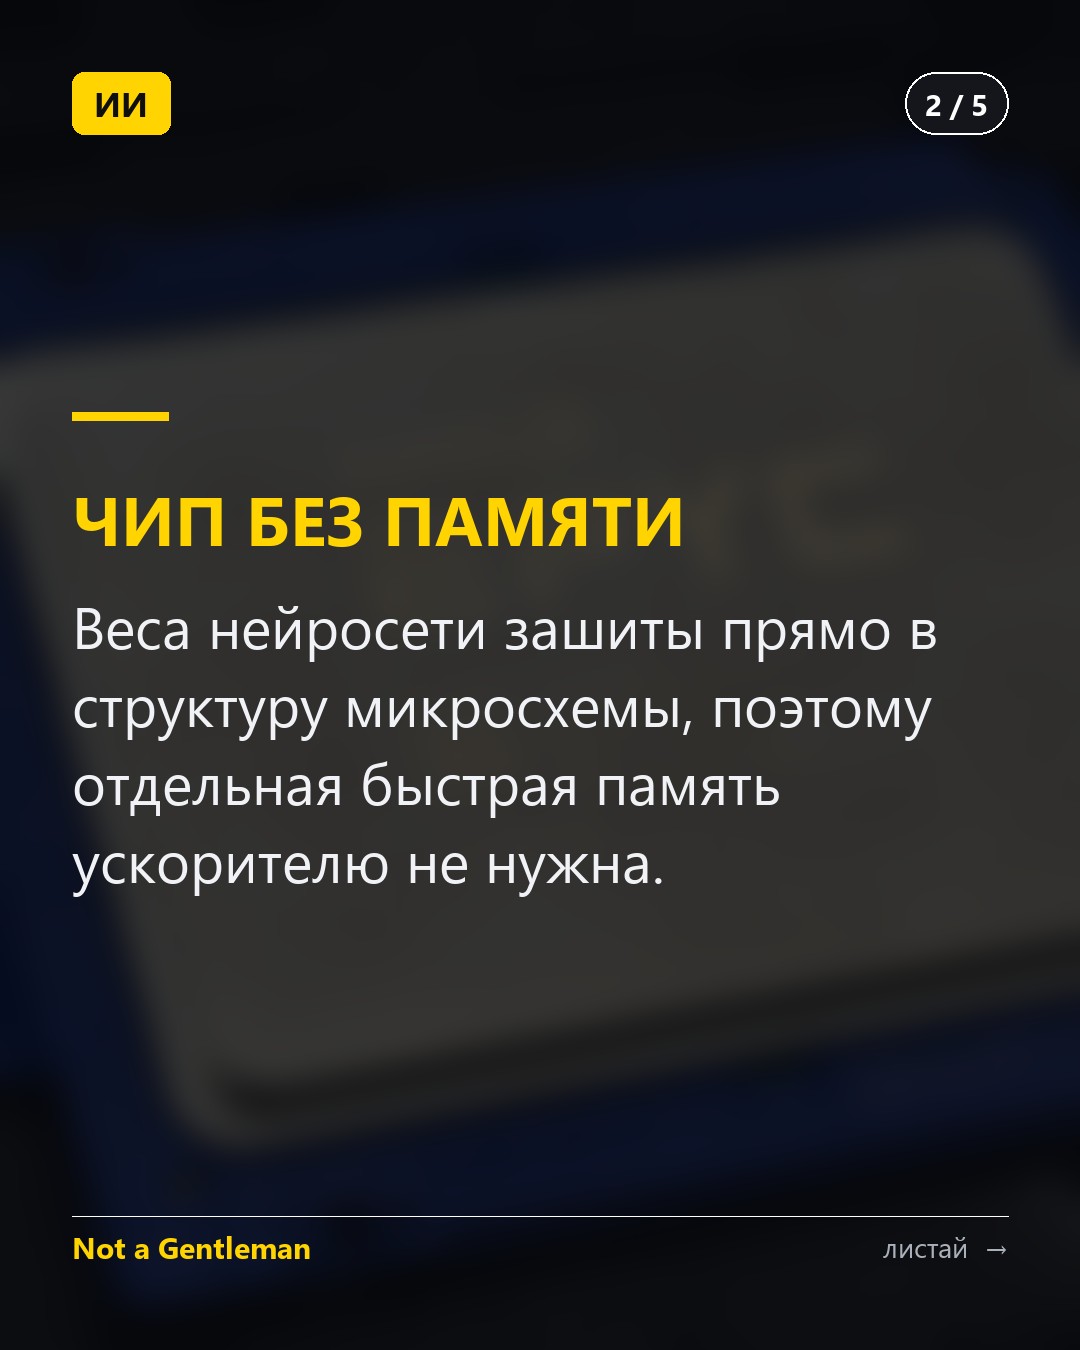 ИИ
2 / 5
ЧИП БЕЗ ПАМЯТИ
Веса нейросети зашиты прямо в
структуру микросхемы, поэтому
отдельная быстрая память
ускорителю не нужна.
Not a Gentleman
листай →